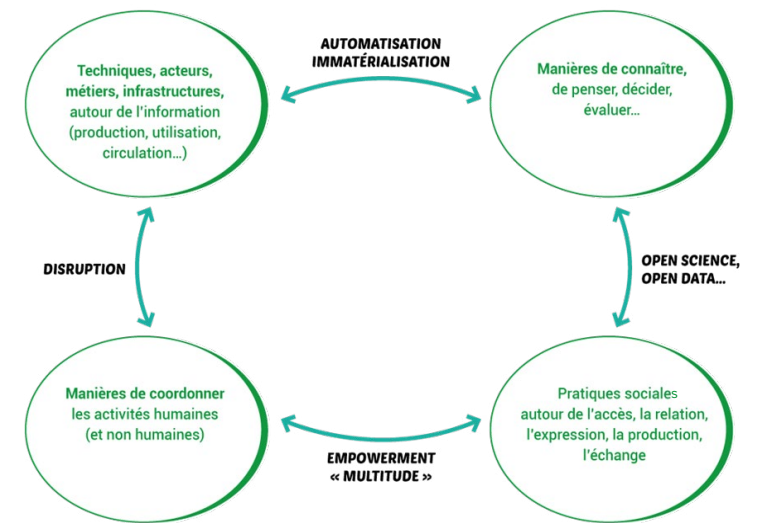 AUTOMATISATION
IMMATÉRIALISATION
Techniques, acteurs,
métiers, infrastructures,
autour de l'information
(production, utilisation,
circulation...)
Manières de connaître,
de penser, décider,
évaluer...
DISRUPTION
OPEN SCIENCE,
OPEN DATA...
Manières de coordonner
les activités humaines
(et non humaines)
Pratiques sociales
autour de l'accès, la relation,
l'expression, la production,
l'échange
EMPOWERMENT
« MULTITUDE »